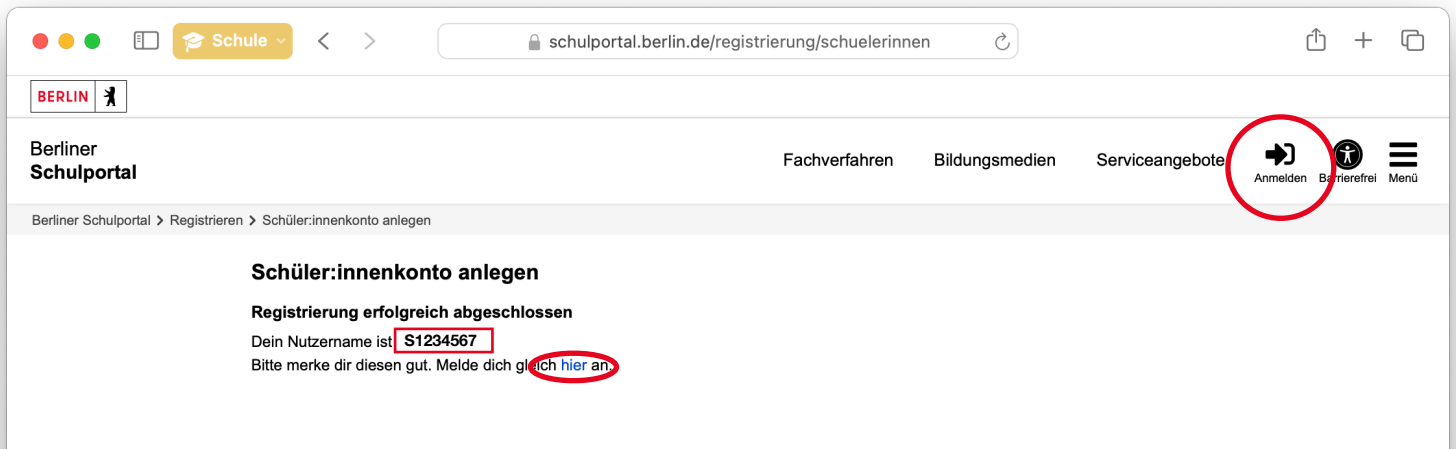 Schule
schulportal.berlin.de/registrierung/schuelerinnen
BERLIN
Berliner
Schulportal
Fachverfahren Bildungsmedien Serviceangebote
Anmelden Barrierefrei Menü
Berliner Schulportal > Registrieren > Schüler:innenkonto anlegen
Schüler:innenkonto anlegen
Registrierung erfolgreich abgeschlossen
Dein Nutzername ist S1234567
Bitte merke dir diesen gut. Melde dich gleich hier an.